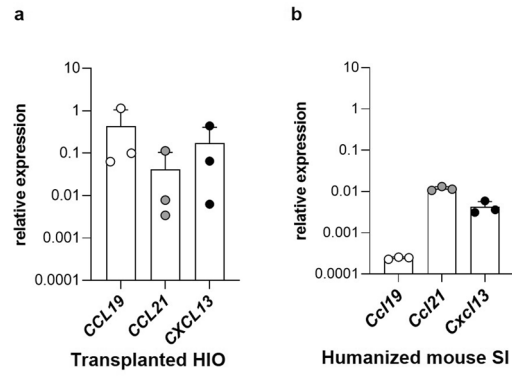 a
relative expression
10
1
0.1
0.01
0.001
0.0001
CCL19
CCL21
CXCL13
Transplanted HIO
b
relative expression
10
1
0.1
0.01
0.001
0.0001
Ccl19
Ccl21
Cxcl13
Humanized mouse SI